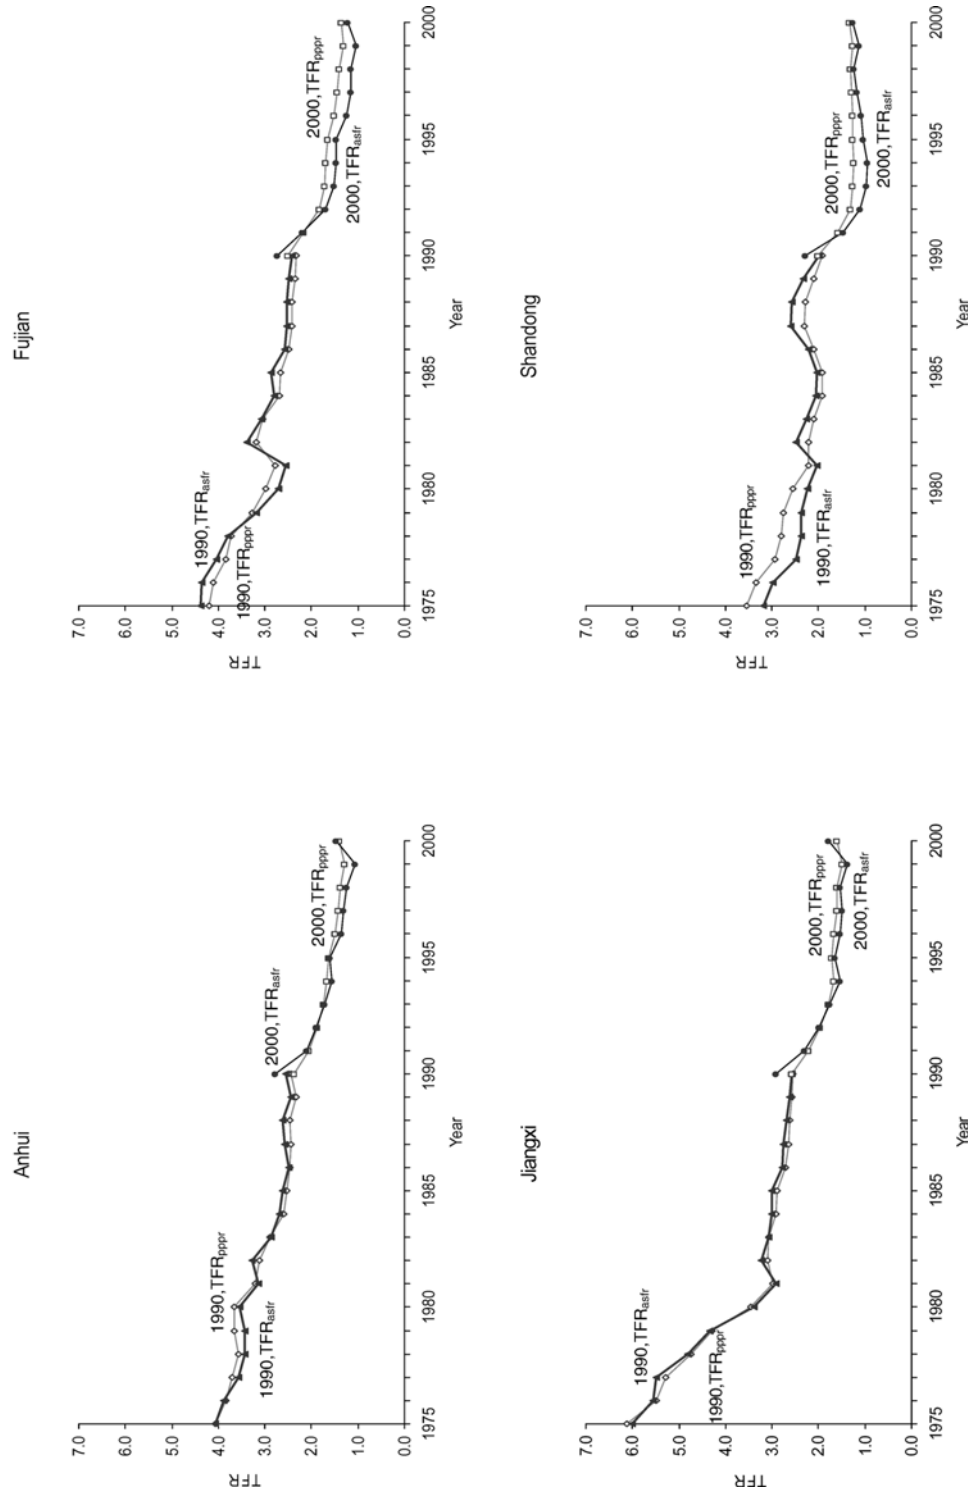 Anhui
7.0
6.0
5.0
4.0
3.0
2.0
1.0
0.0
TFR
1990,TFRpppr
1990,TFRasfr
2000,TFRasfr
2000,TFRpppr
1975 1980 1985 1990 1995 2000
Year
Fujian
7.0
6.0
5.0
4.0
3.0
2.0
1.0
0.0
TFR
1990,TFRasfr
1990,TFRpppr
2000,TFRpppr
2000,TFRasfr
1975 1980 1985 1990 1995 2000
Year
Jiangxi
7.0
6.0
5.0
4.0
3.0
2.0
1.0
0.0
TFR
1990,TFRasfr
1990,TFRpppr
2000,TFRpppr
2000,TFRasfr
1975 1980 1985 1990 1995 2000
Year
Shandong
7.0
6.0
5.0
4.0
3.0
2.0
1.0
0.0
TFR
1990,TFRpppr
1990,TFRasfr
2000,TFRpppr
2000,TFRasfr
1975 1980 1985 1990 1995 2000
Year